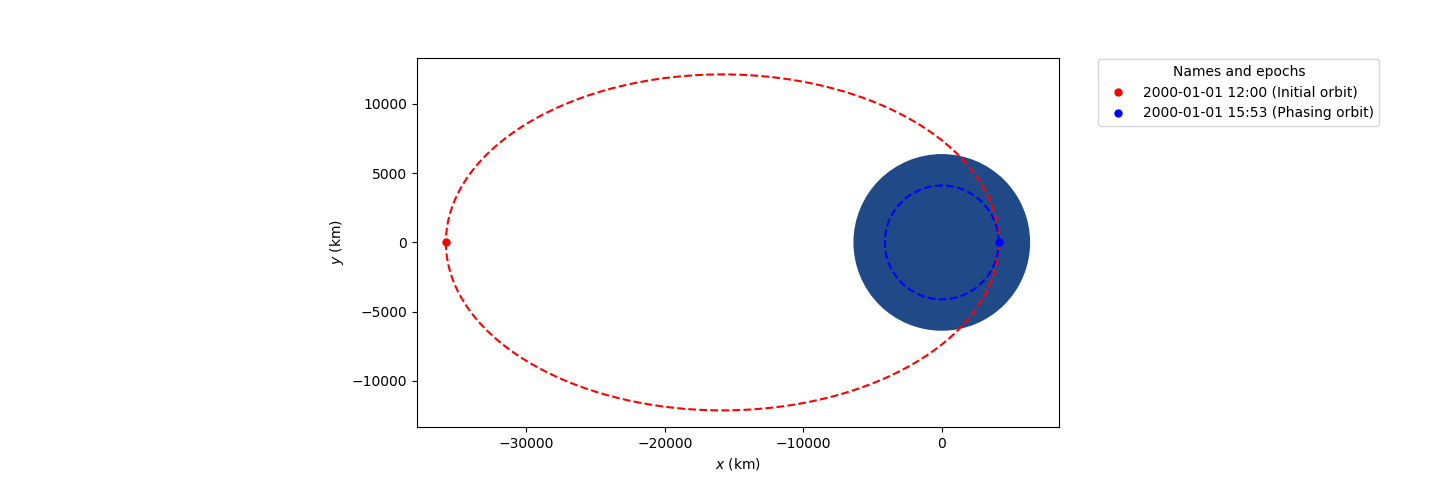 Names and epochs
2000-01-01 12:00 (Initial orbit)
2000-01-01 15:53 (Phasing orbit)
10000
5000
0
−5000
−10000
y (km)
−30000 −20000 −10000 0
x (km)